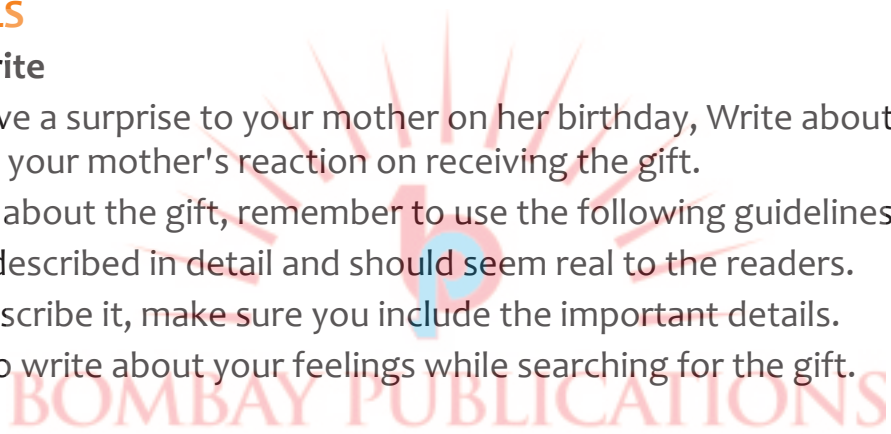 LS
rite
ve a surprise to your mother on her birthday, Write about
your mother's reaction on receiving the gift.
about the gift, remember to use the following guidelines
described in detail and should seem real to the readers.
scribe it, make sure you include the important details.
o write about your feelings while searching for the gift.
BOMBAY PUBLICATIONS